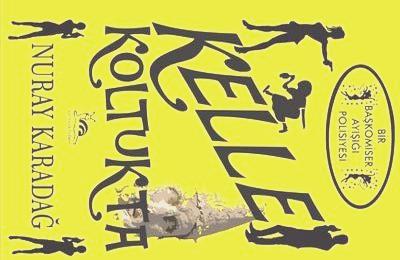 BİR
BAŞKOMİSER
AYIŞIĞI
POLİSİYESİ
KELLE
KOLTUKTA
NURAY KARADAĞ